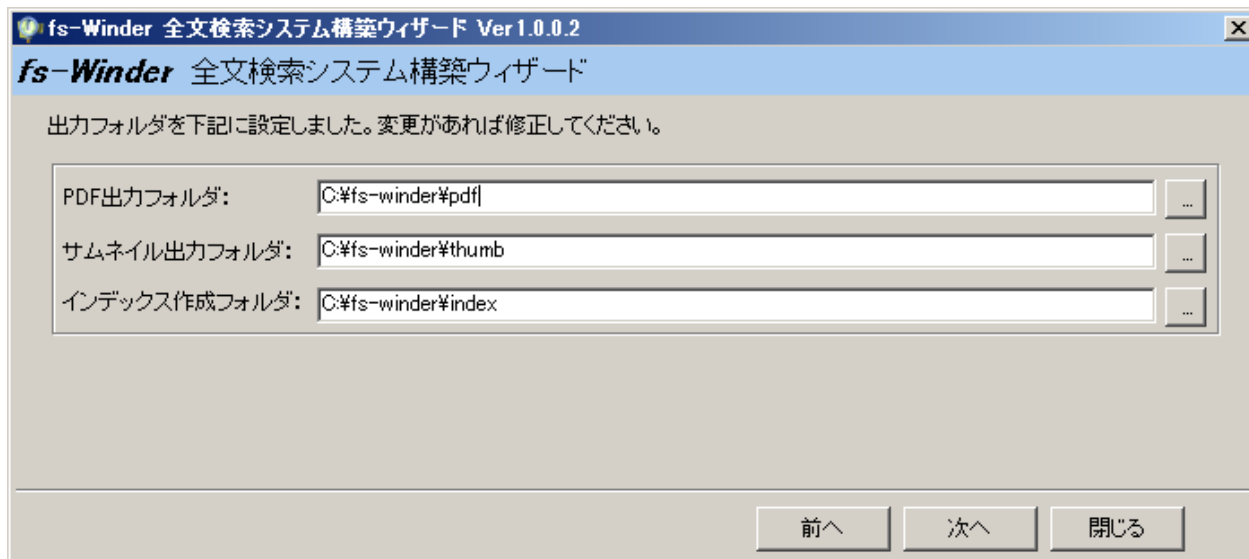 fs-Winder 全文検索システム構築ウィザード Ver1.0.0.2
fs-Winder 全文検索システム構築ウィザード
出力フォルダを下記に設定しました。変更があれば修正してください。
PDF出力フォルダ: C:¥fs-winder¥pdf ...
サムネイル出力フォルダ: C:¥fs-winder¥thumb ...
インデックス作成フォルダ: C:¥fs-winder¥index ...
前へ 次へ 閉じる